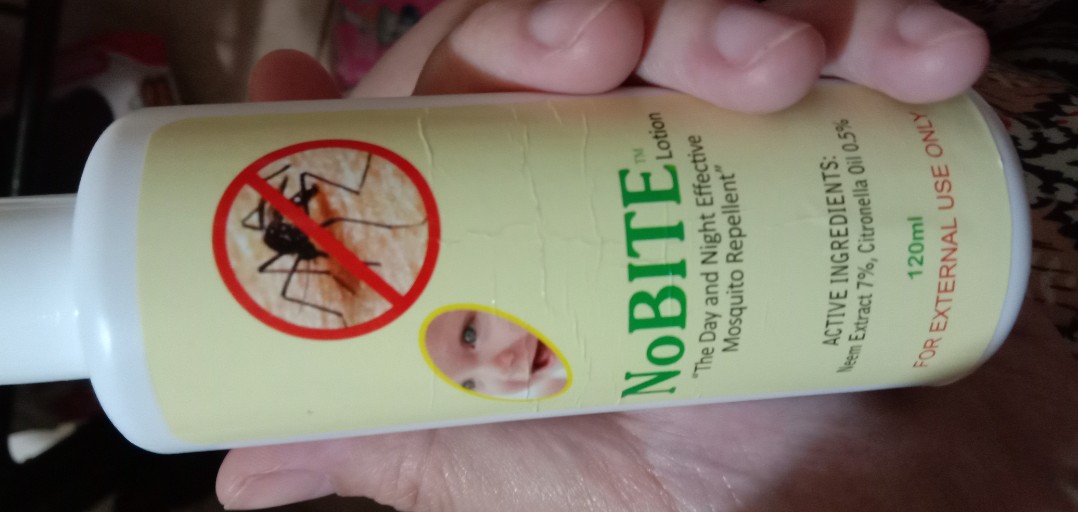 NoBITE™ Lotion
"The Day and Night Effective
Mosquito Repellent"
ACTIVE INGREDIENTS:
Neem Extract 7%, Citronella Oil 0.5%
120ml
FOR EXTERNAL USE ONLY